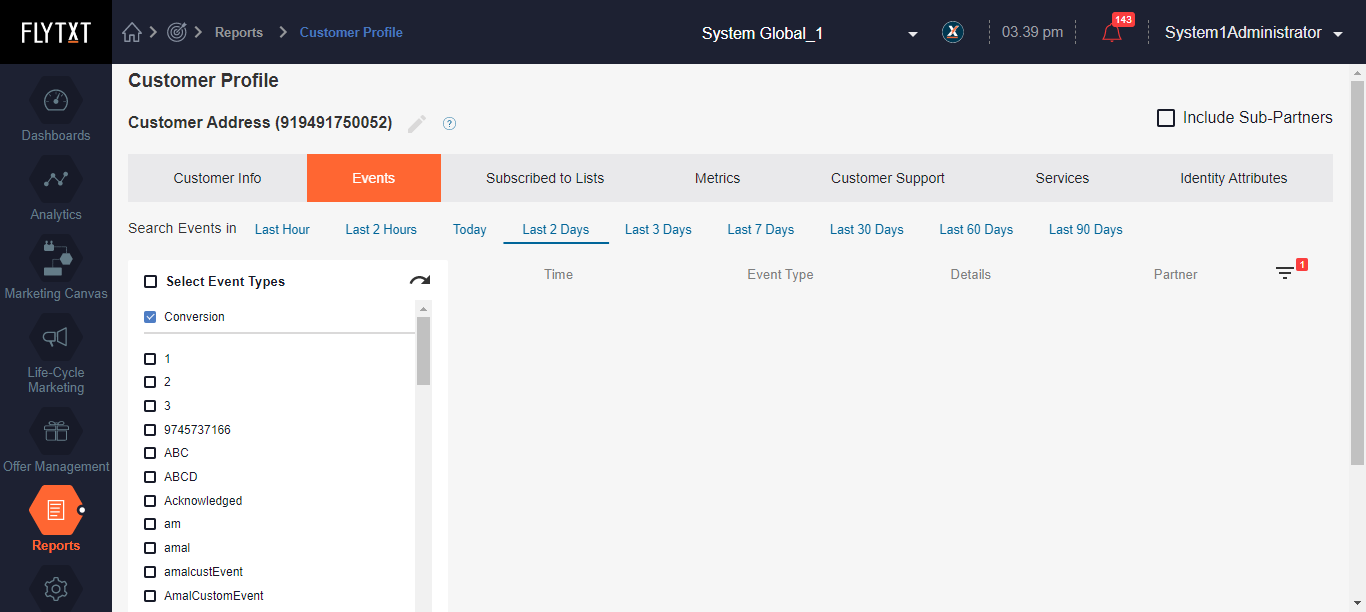 FLYTXT
Reports
Customer Profile
System Global_1
X
03.39 pm
143
System1Administrator
Dashboards
Analytics
Marketing Canvas
Life-Cycle
Marketing
Offer Management
Reports
Customer Profile
Customer Address (919491750052)
?
Include Sub-Partners
Customer Info
Events
Subscribed to Lists
Metrics
Customer Support
Services
Identity Attributes
Search Events in
Last Hour
Last 2 Hours
Today
Last 2 Days
Last 3 Days
Last 7 Days
Last 30 Days
Last 60 Days
Last 90 Days
Select Event Types
Conversion
1
2
3
9745737166
ABC
ABCD
Acknowledged
am
amal
amalcustEvent
AmalCustomEvent
Time
Event Type
Details
Partner
1